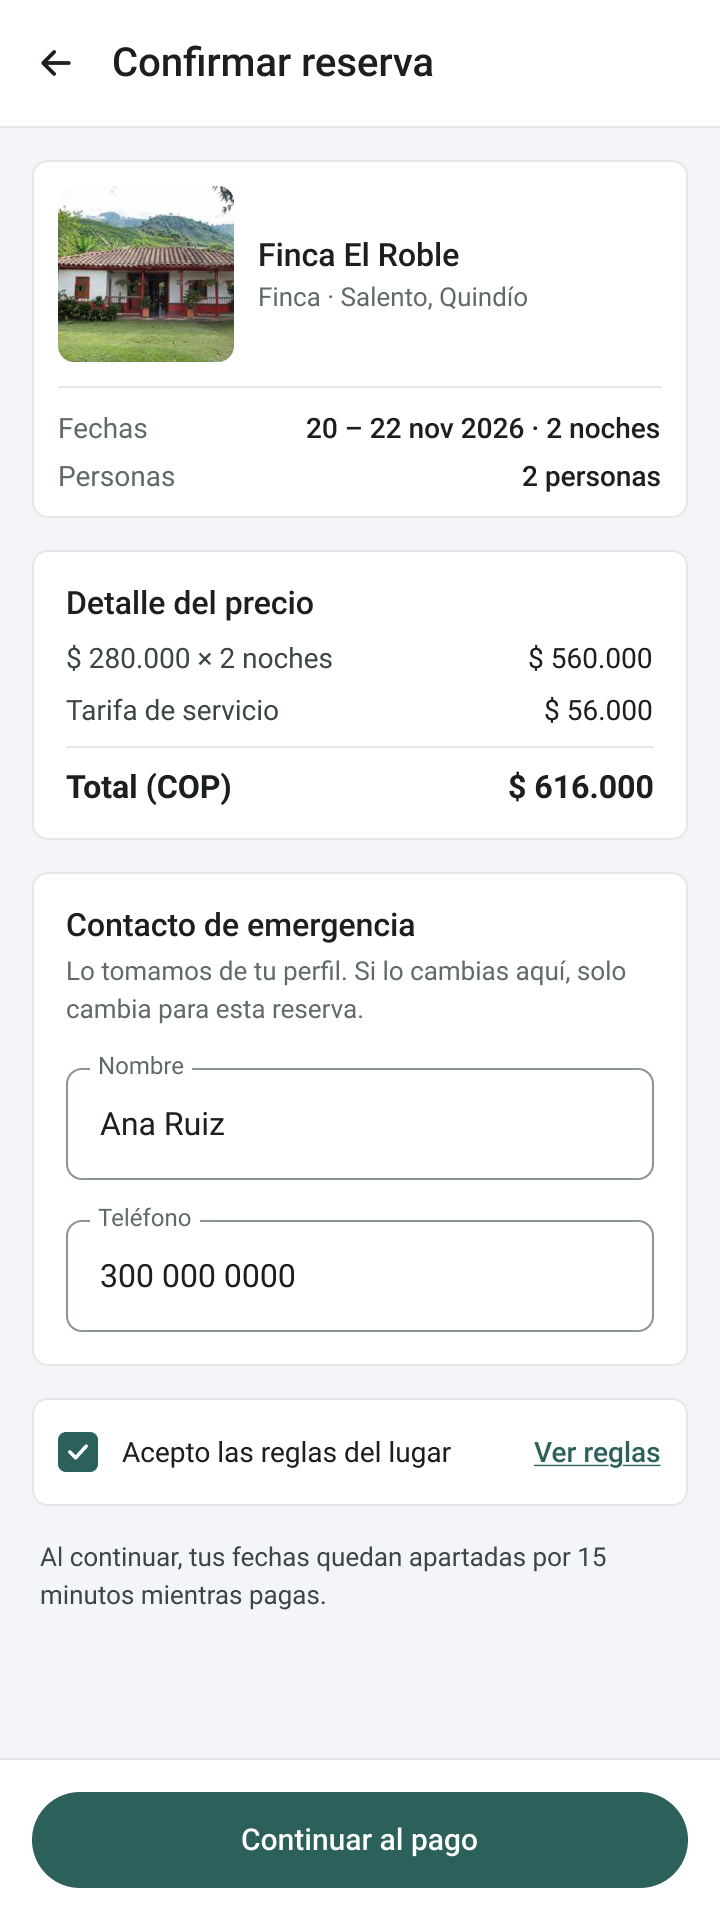 Confirmar reserva
Finca El Roble
Finca · Salento, Quindío
Fechas 20 – 22 nov 2026 · 2 noches
Personas 2 personas
Detalle del precio
$ 280.000 × 2 noches $ 560.000
Tarifa de servicio $ 56.000
Total (COP) $ 616.000
Contacto de emergencia
Lo tomamos de tu perfil. Si lo cambias aquí, solo
cambia para esta reserva.
Nombre
Ana Ruiz
Teléfono
300 000 0000
Acepto las reglas del lugar Ver reglas
Al continuar, tus fechas quedan apartadas por 15
minutos mientras pagas.
Continuar al pago